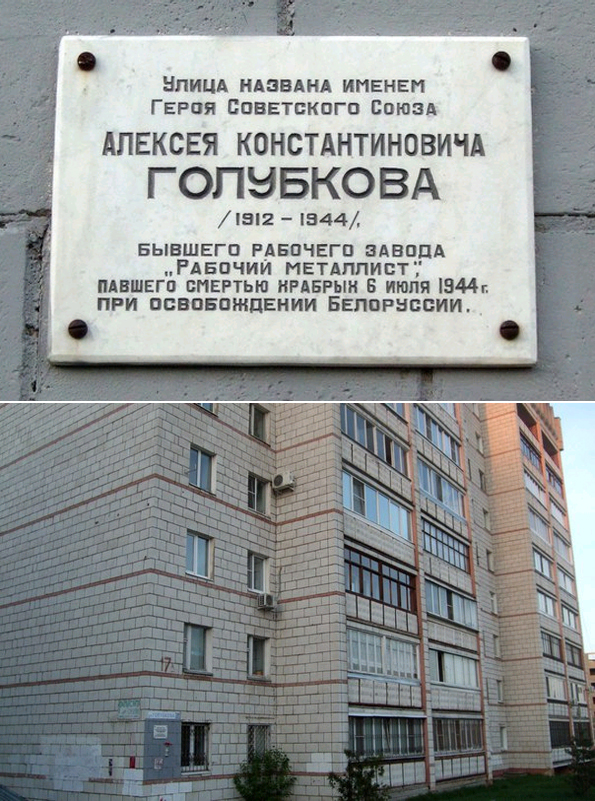 Улица названа именем
Героя Советского Союза
Алексея Константиновича
ГОЛУБКОВА
/1912 – 1944/,
бывшего рабочего завода
„Рабочий металлист",
павшего смертью храбрых 6 июля 1944 г.
при освобождении Белоруссии.
17